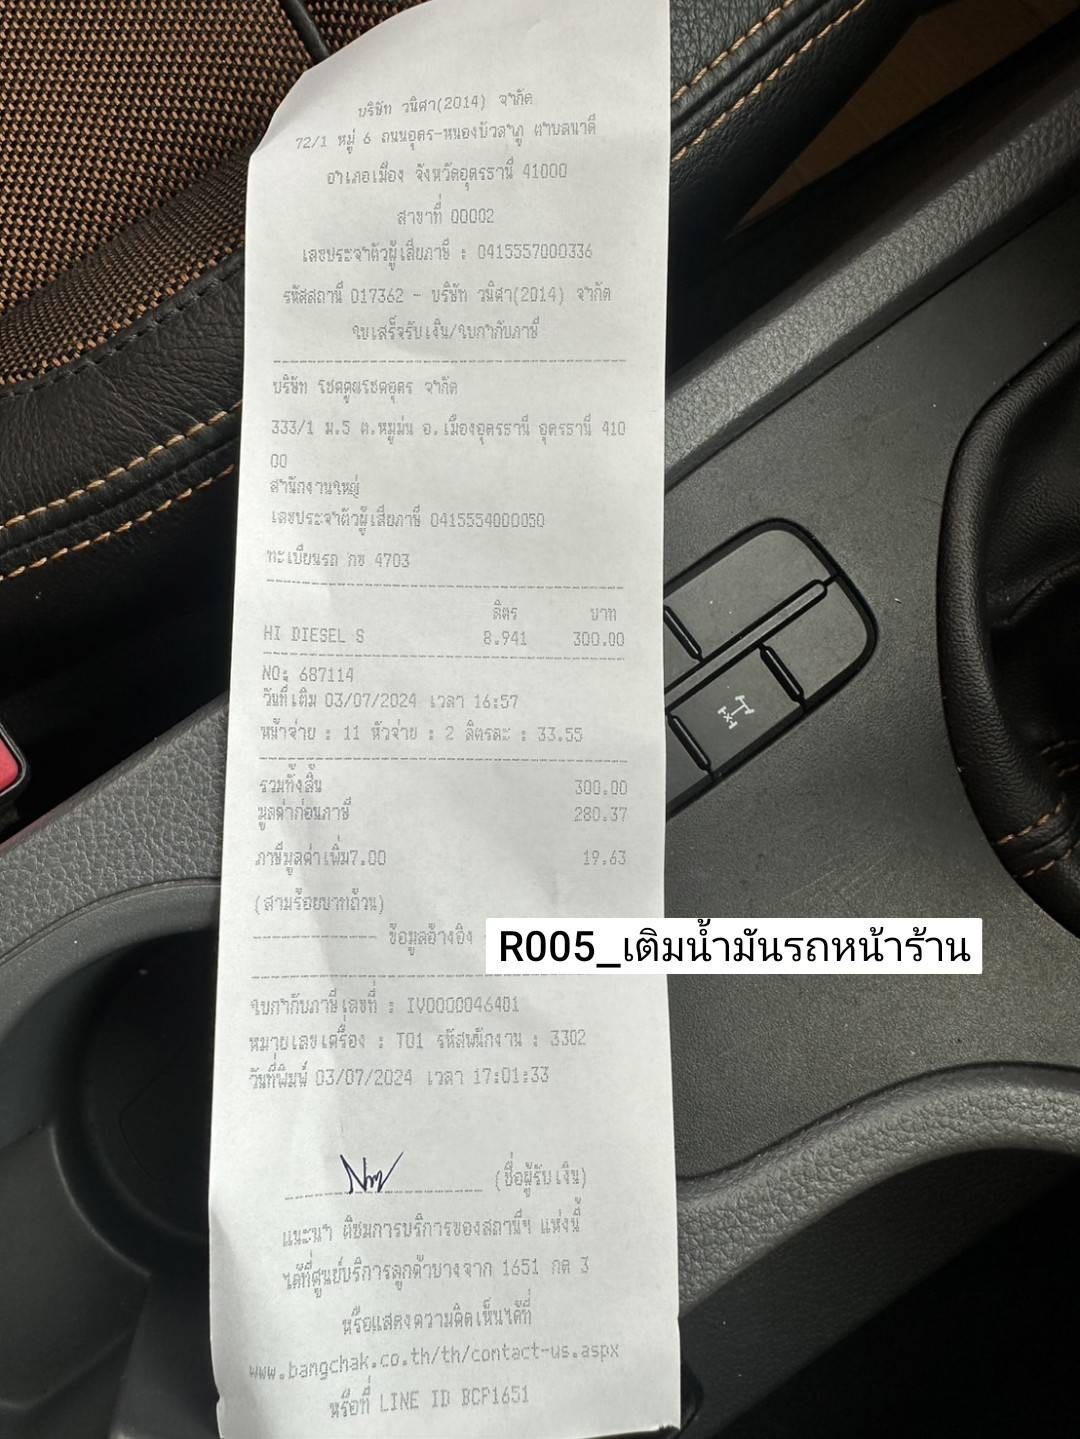 บริษัท วนิศา(2014) จำกัด
72/1 หมู่ 6 ถนนอุดร-หนองบัวลำภู ตำบลนาดี
อำเภอเมือง จังหวัดอุดรธานี 41000
สาขาที่ 00002
เลขประจำตัวผู้เสียภาษี : 0415557000336
รหัสสถานี 017362 - บริษัท วนิศา(2014) จำกัด
ใบเสร็จรับเงิน/ใบกำกับภาษี
บริษัท โชคคูณโชคอุดร จำกัด
333/1 ม.5 ต.หมูม่น อ.เมืองอุดรธานี อุดรธานี 410
00
สำนักงานใหญ่
เลขประจำตัวผู้เสียภาษี 0415554000050
ทะเบียนรถ กข 4703
ลิตร บาท
HI DIESEL S 8.941 300.00
NO: 687114
วันที่เติม 03/07/2024 เวลา 16:57
หน้าจ่าย : 11 หัวจ่าย : 2 ลิตรละ : 33.55
รวมทั้งสิ้น 300.00
มูลค่าก่อนภาษี 280.37
ภาษีมูลค่าเพิ่ม7.00 19.63
(สามร้อยบาทถ้วน)
------------- ข้อมูลอ้างอิง
R005_เติมน้ำมันรถหน้าร้าน
ใบกำกับภาษีเลขที่ : IV0000046401
หมายเลขเครื่อง : T01 รหัสพนักงาน : 3302
วันที่พิมพ์ 03/07/2024 เวลา 17:01:33
(ชื่อผู้รับเงิน)
แนะนำ ติชมการบริการของสถานีฯ แห่งนี้
ได้ที่ศูนย์บริการลูกค้าบางจาก 1651 กด 3
หรือแสดงความคิดเห็นได้ที่
www.bangchak.co.th/th/contact-us.aspx
หรือที่ LINE ID BCP1651